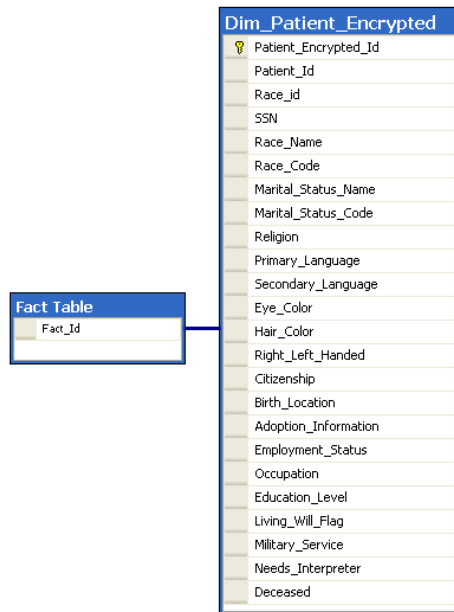 Dim_Patient_Encrypted
Patient_Encrypted_Id
Patient_Id
Race_id
SSN
Race_Name
Race_Code
Marital_Status_Name
Marital_Status_Code
Religion
Primary_Language
Secondary_Language
Eye_Color
Hair_Color
Right_Left_Handed
Citizenship
Birth_Location
Adoption_Information
Employment_Status
Occupation
Education_Level
Living_Will_Flag
Military_Service
Needs_Interpreter
Deceased
Fact Table
Fact_Id